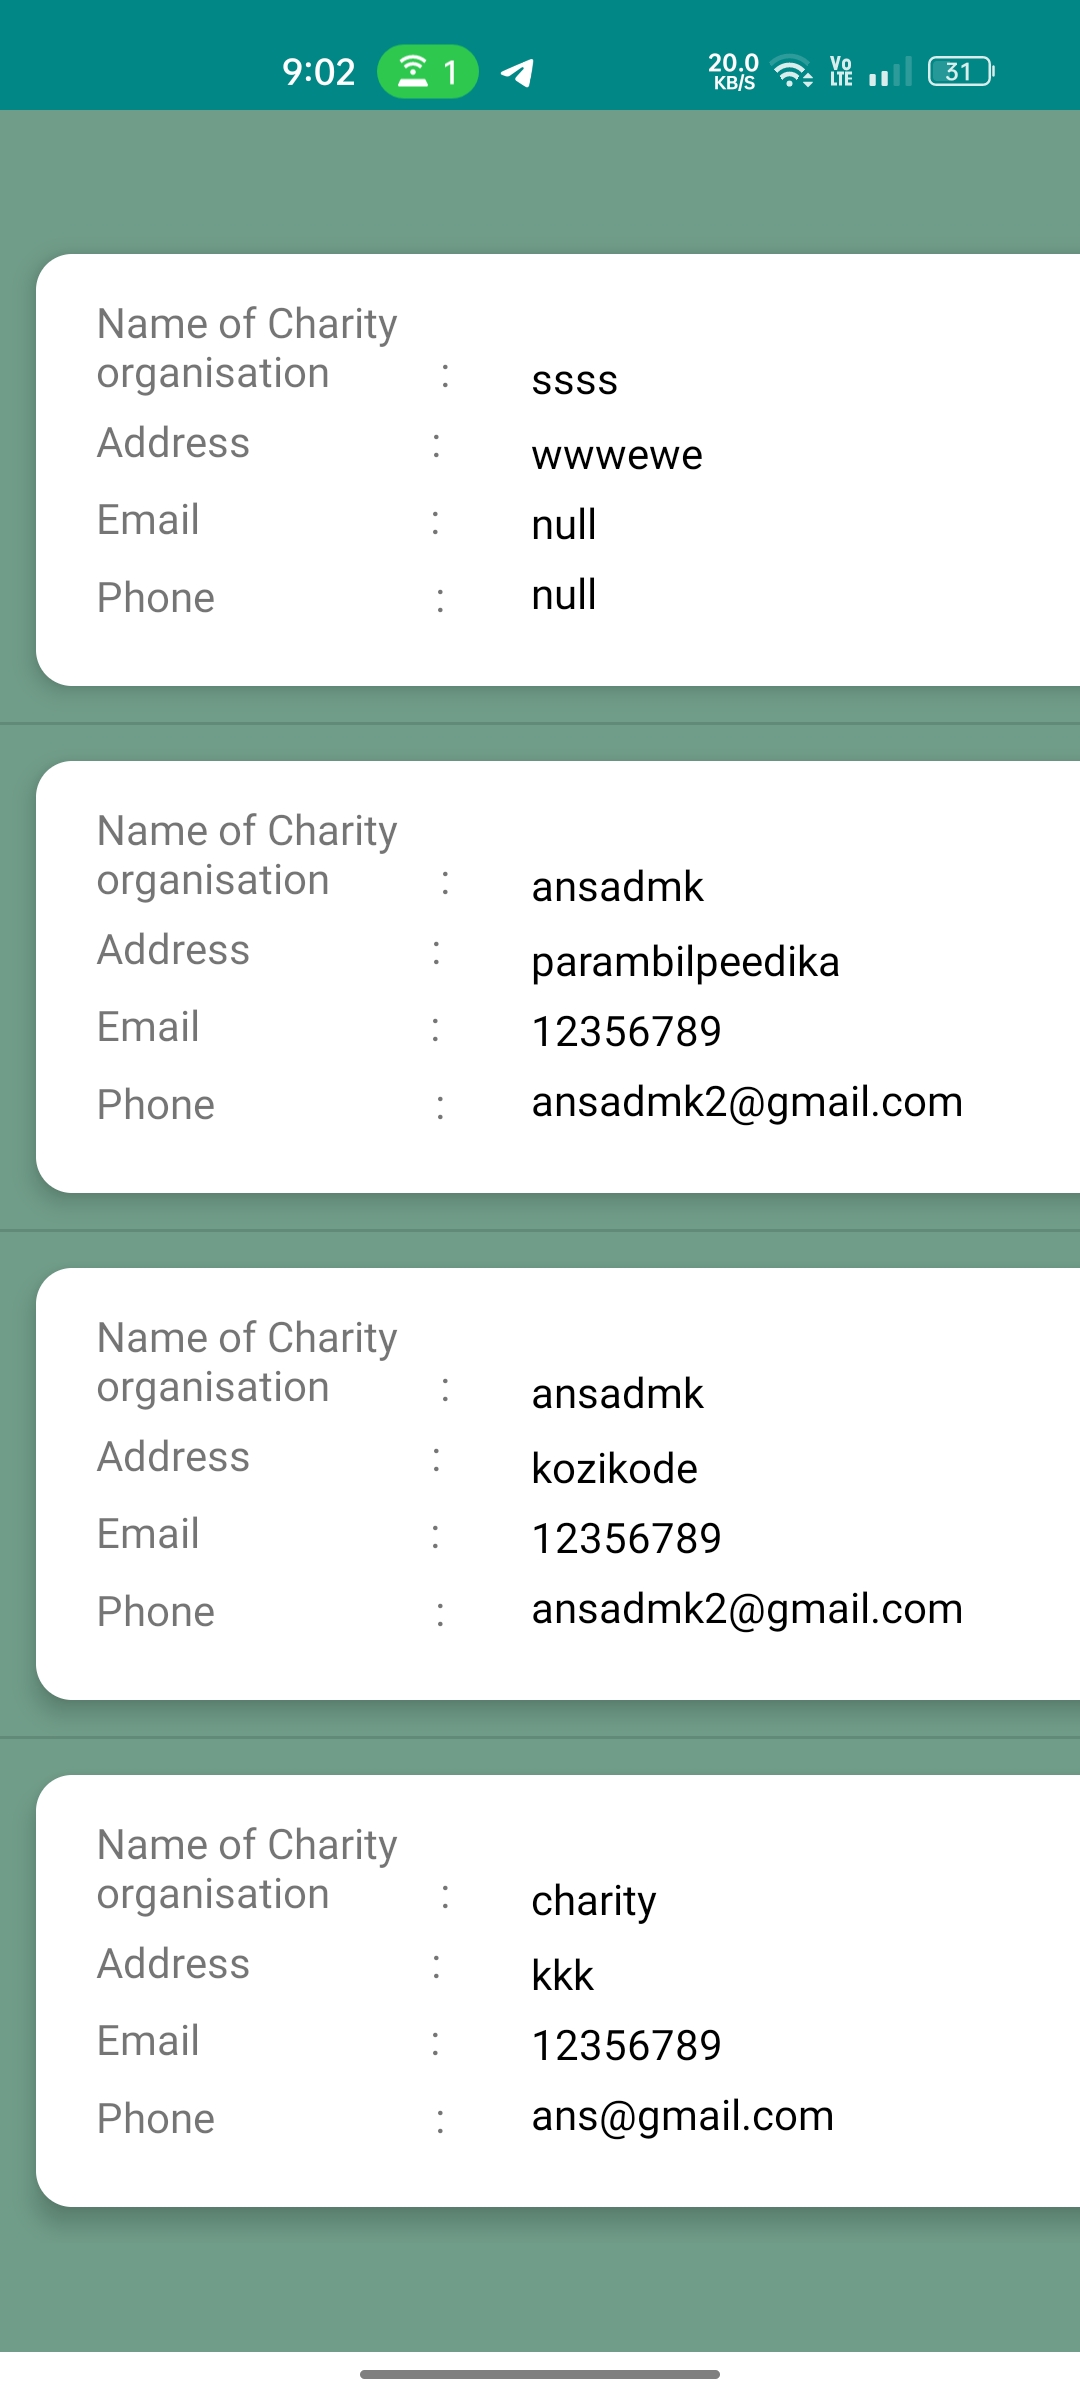 9:02 1 20.0 KB/S Vo LTE 31
Name of Charity
organisation : ssss
Address : wwwewe
Email : null
Phone : null
Name of Charity
organisation : ansadmk
Address : parambilpeedika
Email : 12356789
Phone : ansadmk2@gmail.com
Name of Charity
organisation : ansadmk
Address : kozikode
Email : 12356789
Phone : ansadmk2@gmail.com
Name of Charity
organisation : charity
Address : kkk
Email : 12356789
Phone : ans@gmail.com